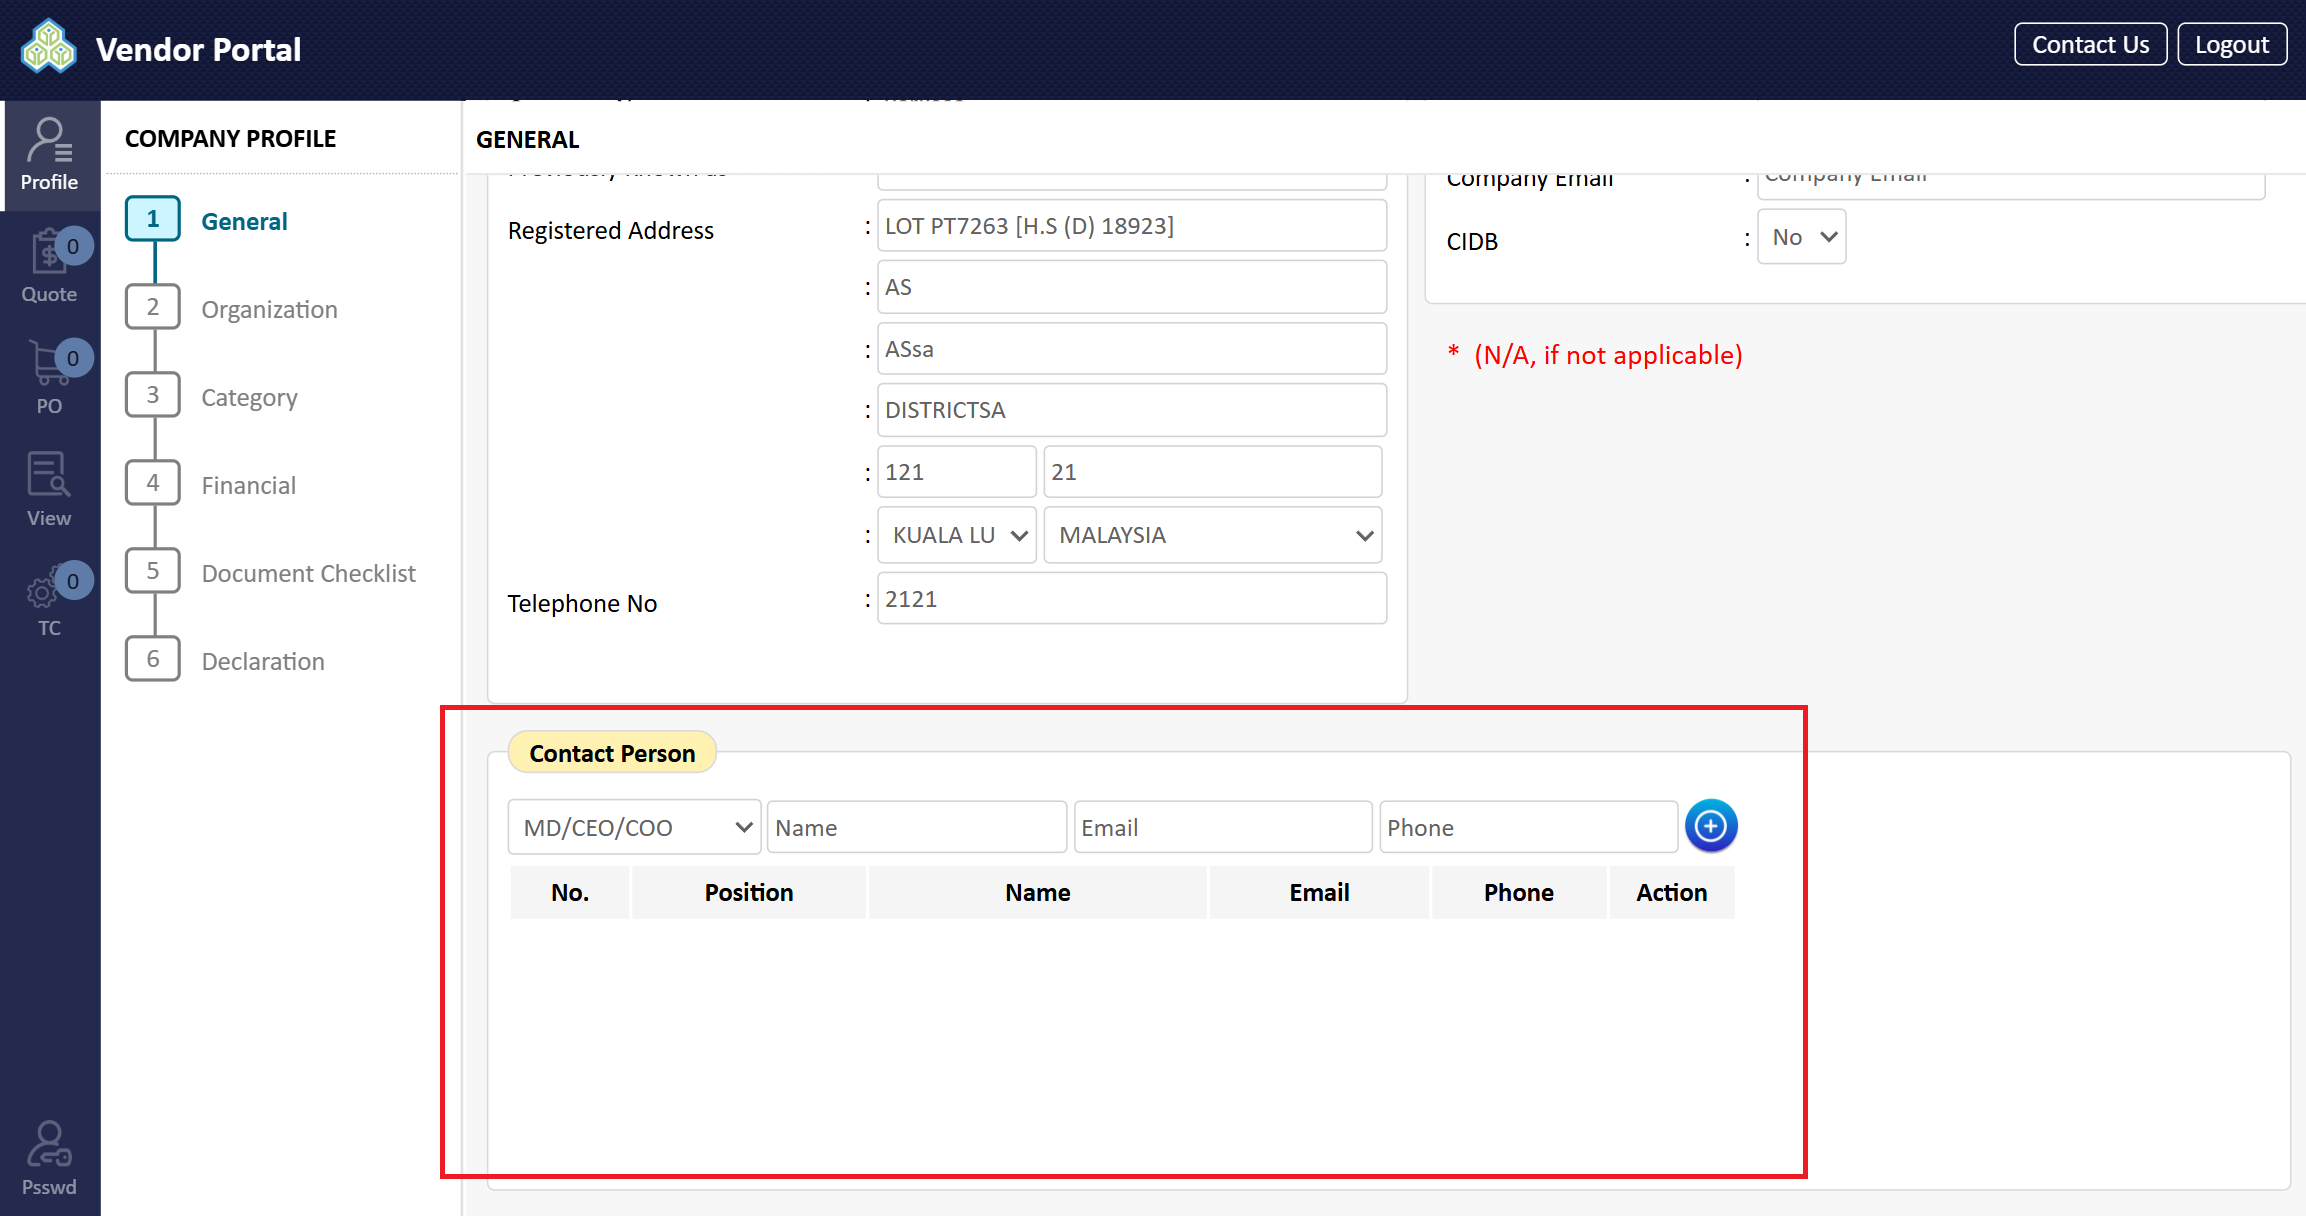 Vendor Portal
Contact Us
Logout
Profile
0
Quote
0
PO
View
0
TC
Psswd
COMPANY PROFILE
1 General
2 Organization
3 Category
4 Financial
5 Document Checklist
6 Declaration
GENERAL
Registered Address : LOT PT7263 [H.S (D) 18923]
: AS
: ASsa
: DISTRICTSA
: 121 21
: KUALA LU MALAYSIA
Telephone No : 2121
Company Email : Company Email
CIDB : No
* (N/A, if not applicable)
Contact Person
MD/CEO/COO Name Email Phone
No. Position Name Email Phone Action